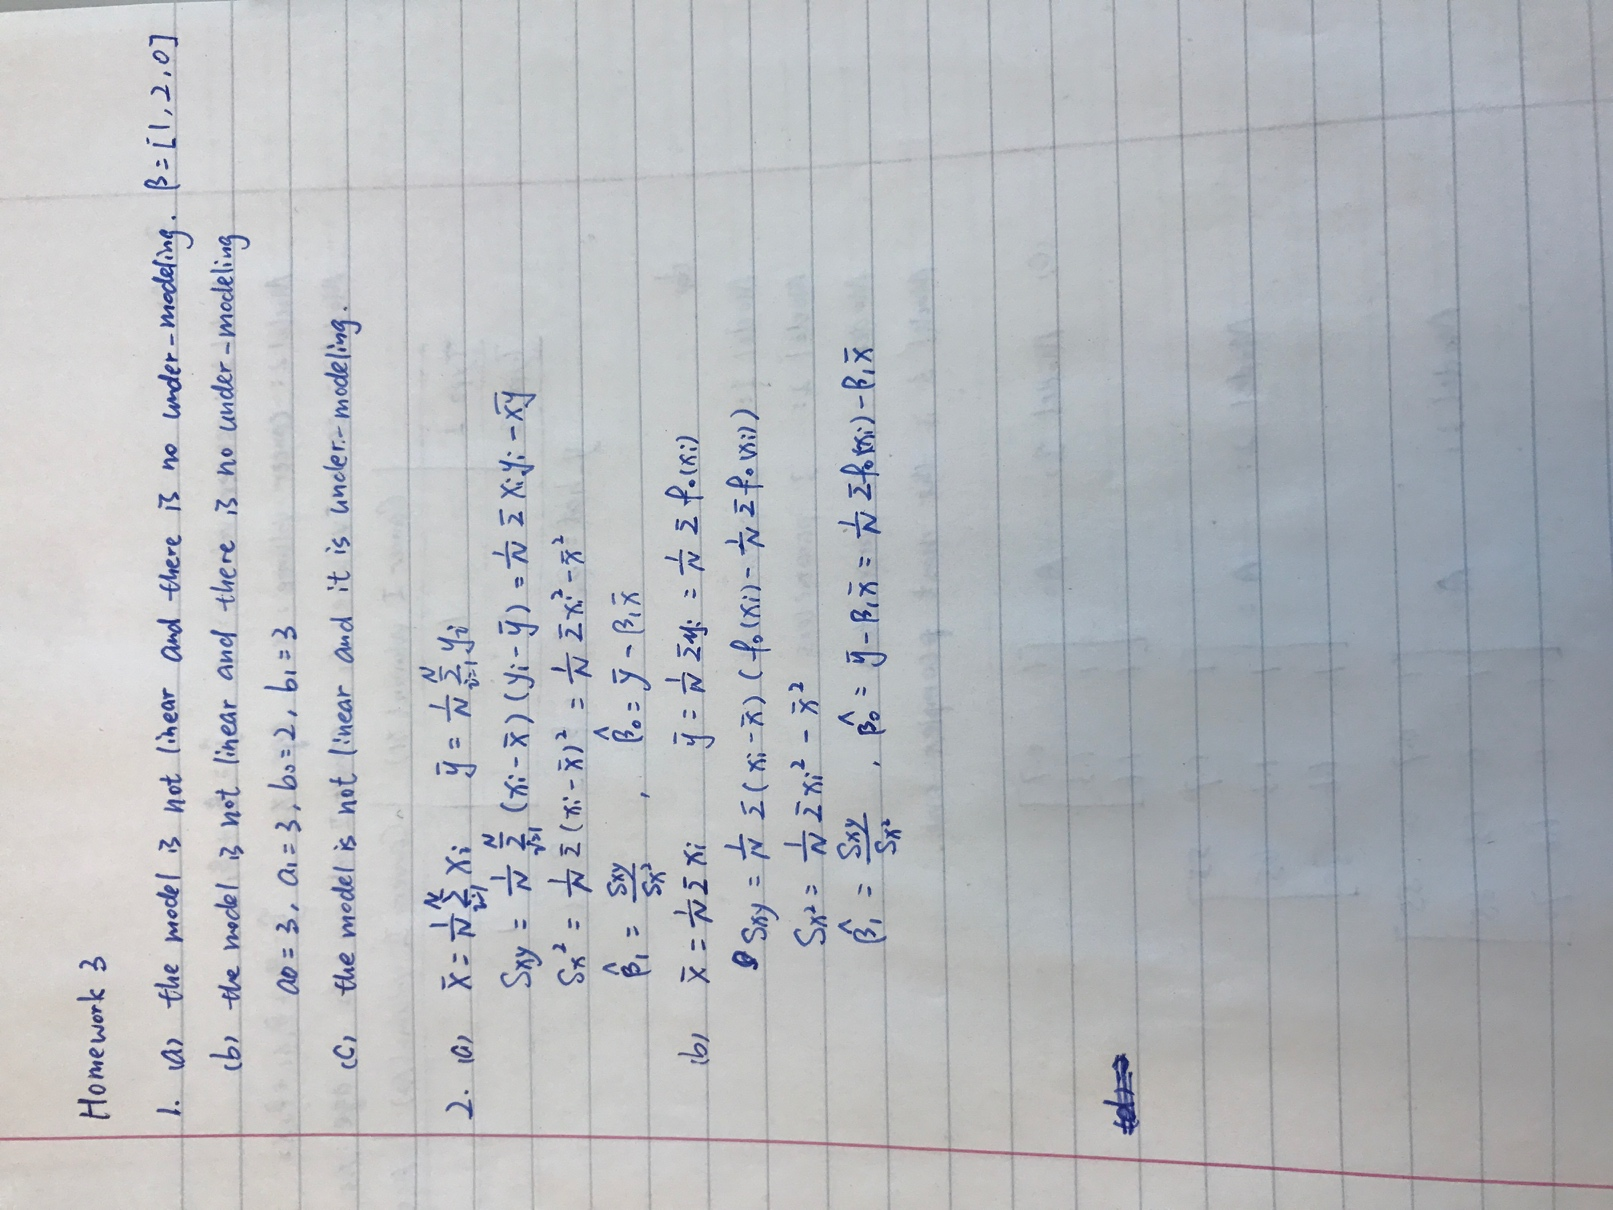 Homework 3
1. a) the model is not linear and there is no under-modeling. β=[1,2,0]
(b) the model is not linear and there is no under-modeling
a0=3, a1=3, b0=2, b1=3
(c) the model is not linear and it is under-modeling.
2. (a) x̄ = 1/N Σ_{i=1}^{N} xi   ȳ = 1/N Σ_{i=1}^{N} yi
Sxy = 1/N Σ_{i=1}^{N} (xi-x̄)(yi-ȳ) = 1/N Σ xiyi - x̄ȳ
Sx² = 1/N Σ(xi-x̄)² = 1/N Σxi² - x̄²
β̂1 = Sxy/Sx² , β̂0 = ȳ - β1x̄
(b) x̄ = 1/N Σ xi   ȳ = 1/N Σyi = 1/N Σ f0(xi)
Sxy = 1/N Σ(xi-x̄)(f0(xi) - 1/N Σf0(xi))
Sx² = 1/N Σxi² - x̄²
β̂1 = Sxy/Sx² , β̂0 = ȳ-β1x̄ = 1/N Σf0(xi) - β1x̄